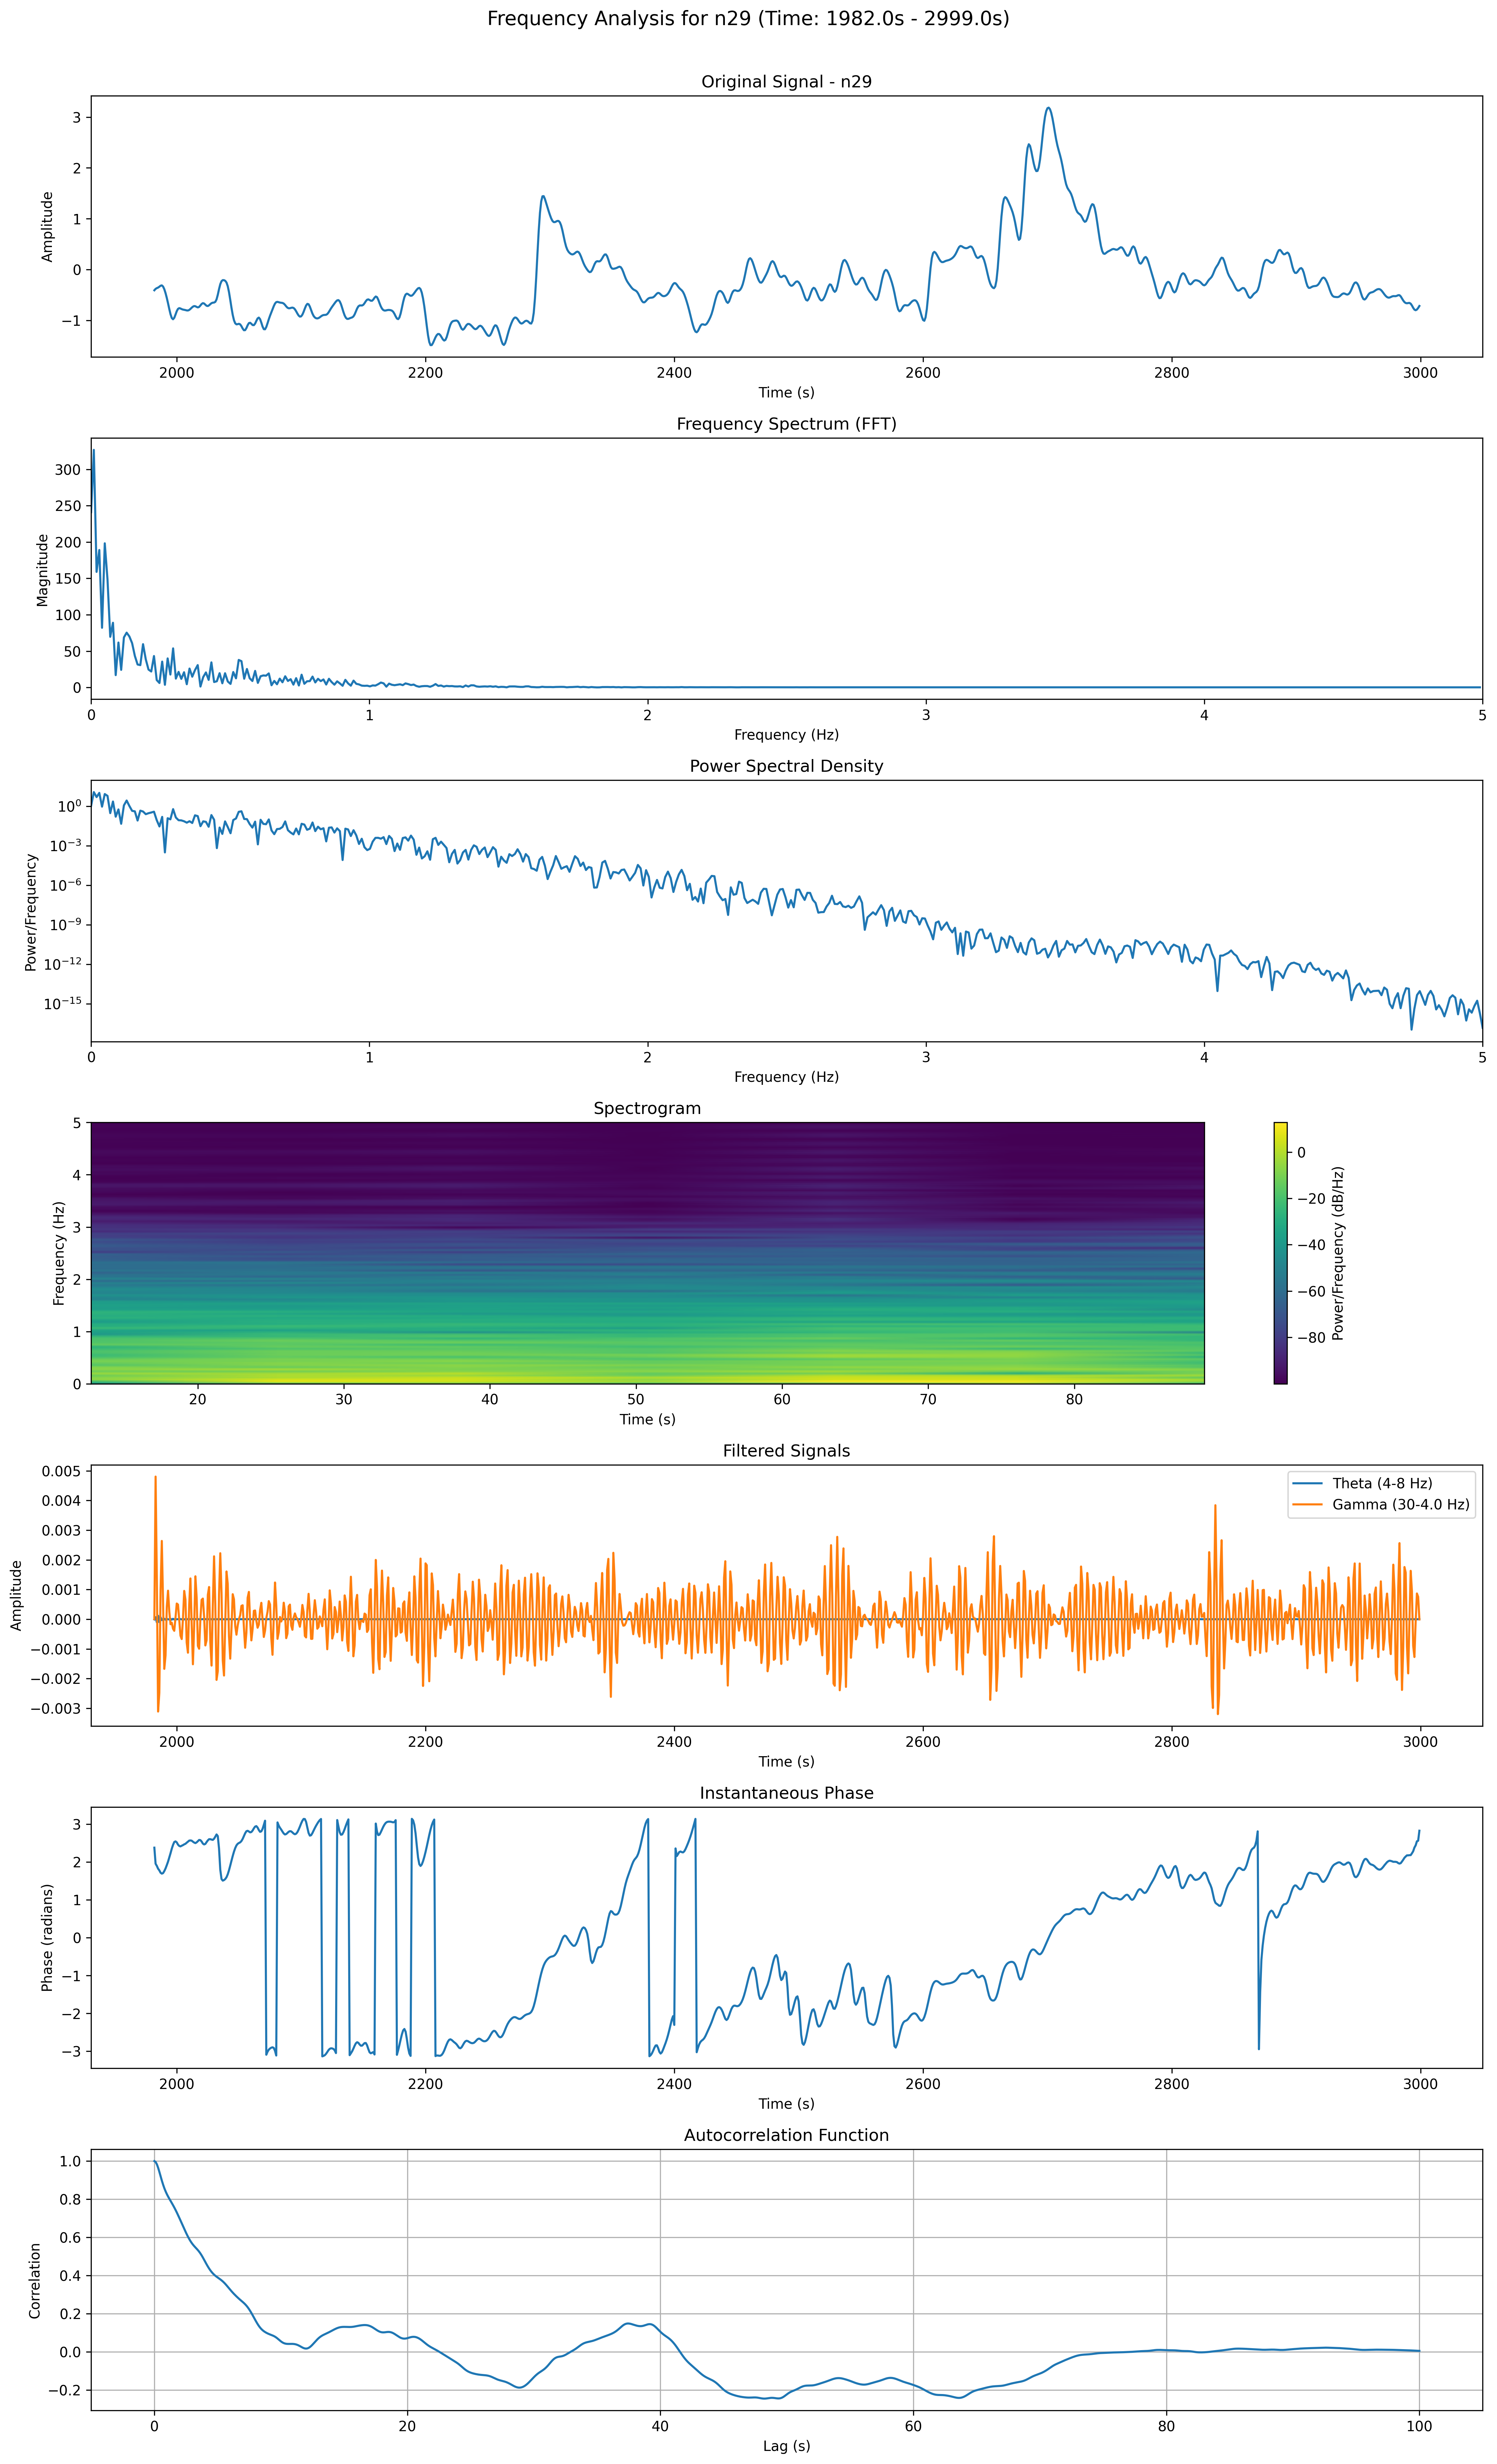 Frequency Analysis for n29 (Time: 1982.0s - 2999.0s)
Original Signal - n29
3
2
1
0
−1
Amplitude
2000 2200 2400 2600 2800 3000
Time (s)
Frequency Spectrum (FFT)
300
250
200
150
100
50
0
Magnitude
0 1 2 3 4 5
Frequency (Hz)
Power Spectral Density
10⁰
10⁻³
10⁻⁶
10⁻⁹
10⁻¹²
10⁻¹⁵
Power/Frequency
0 1 2 3 4 5
Frequency (Hz)
Spectrogram
5
4
3
2
1
0
Frequency (Hz)
20 30 40 50 60 70 80
Time (s)
0
−20
−40
−60
−80
Power/Frequency (dB/Hz)
Filtered Signals
0.005
0.004
0.003
0.002
0.001
0.000
−0.001
−0.002
−0.003
Amplitude
Theta (4-8 Hz)
Gamma (30-4.0 Hz)
2000 2200 2400 2600 2800 3000
Time (s)
Instantaneous Phase
3
2
1
0
−1
−2
−3
Phase (radians)
2000 2200 2400 2600 2800 3000
Time (s)
Autocorrelation Function
1.0
0.8
0.6
0.4
0.2
0.0
−0.2
Correlation
0 20 40 60 80 100
Lag (s)